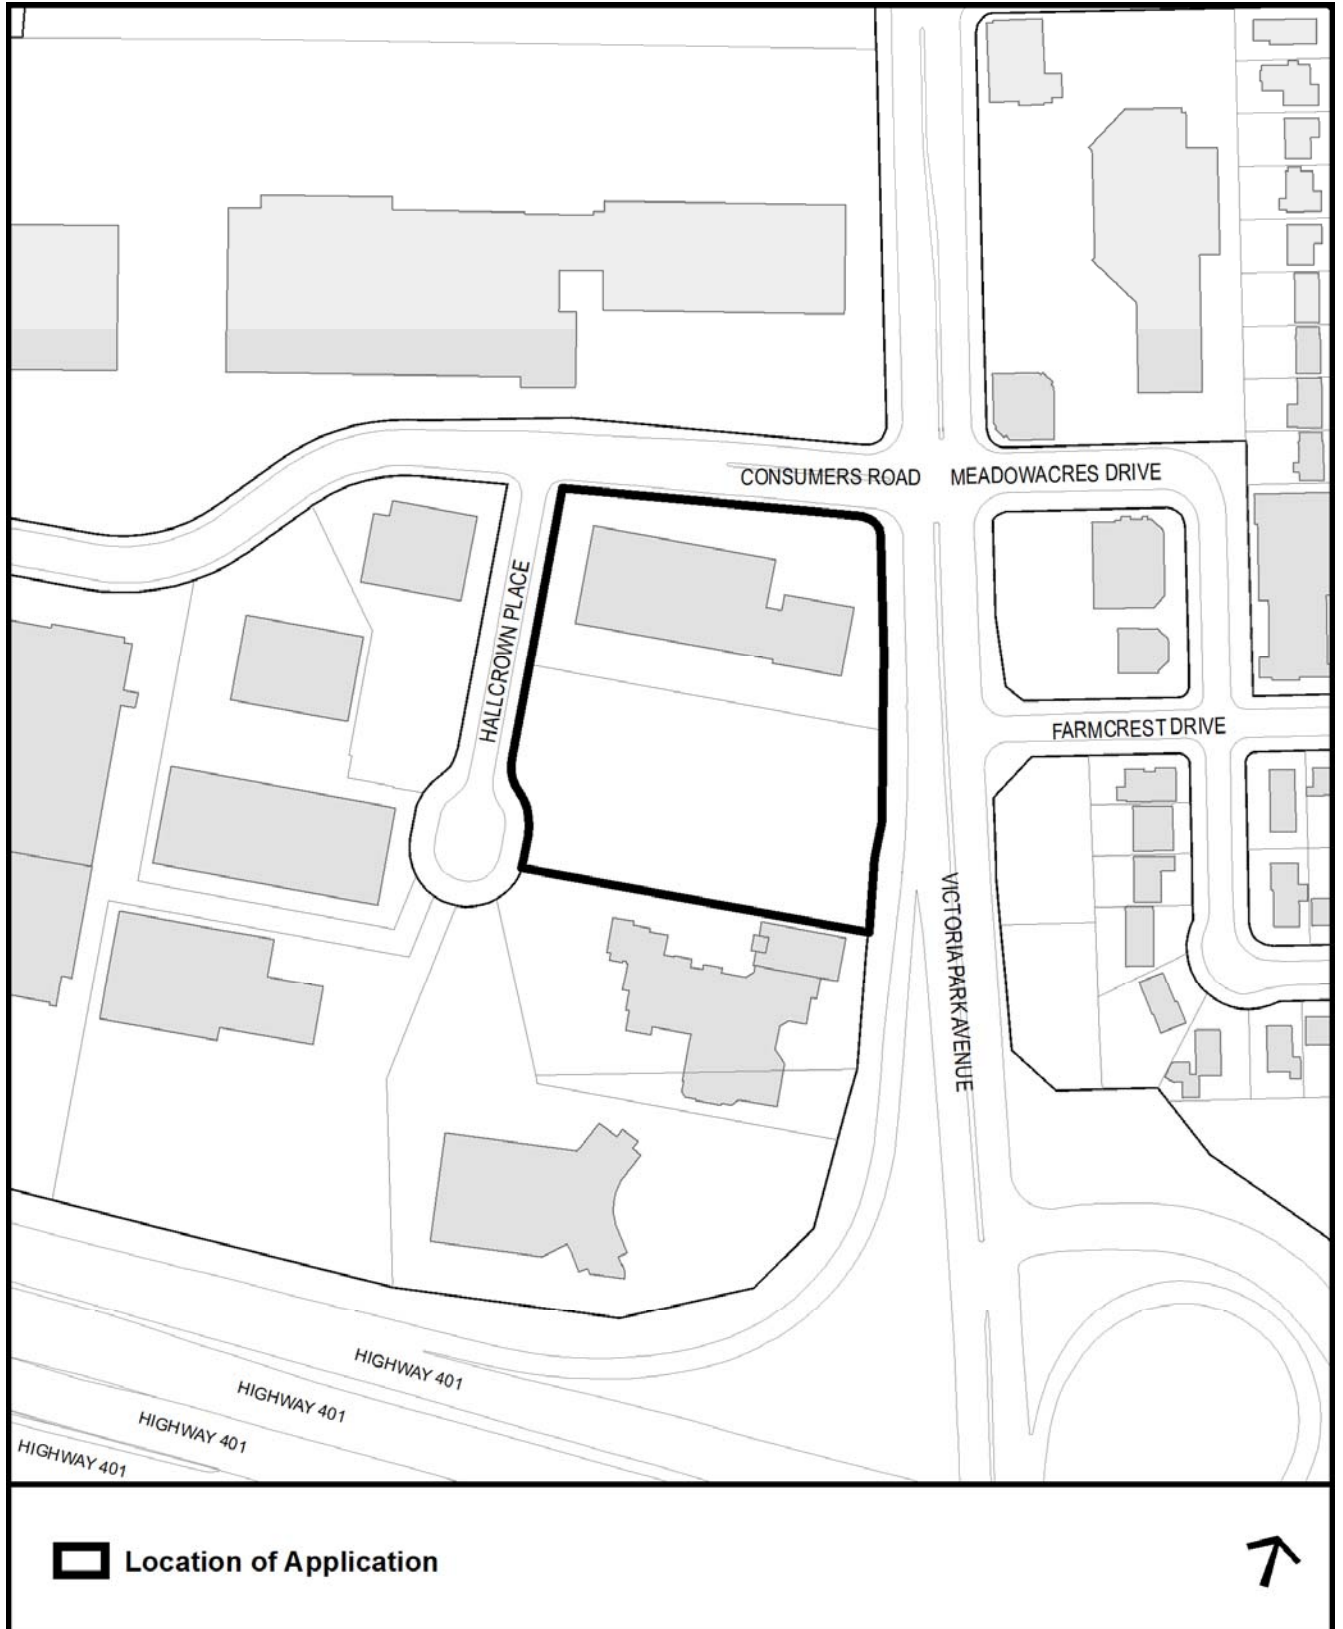 CONSUMERS ROAD
MEADOWACRES DRIVE
HALLCROWN PLACE
FARMCREST DRIVE
VICTORIA PARK AVENUE
HIGHWAY 401
HIGHWAY 401
HIGHWAY 401
HIGHWAY 401
Location of Application